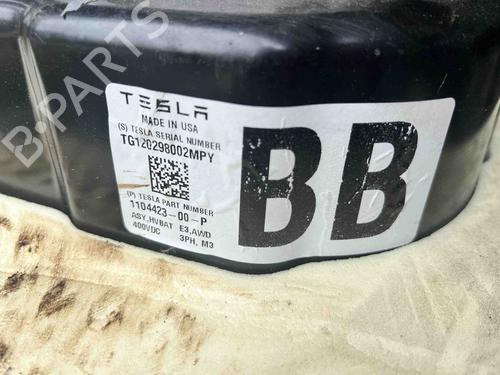 TESLA
MADE IN USA
(S) TESLA SERIAL NUMBER
TG120298002MPY
(P) TESLA PART NUMBER
1104423-00-P
ASY,HVBAT E3,AWD
400VDC 3PH, M3
BB
B-PARTS